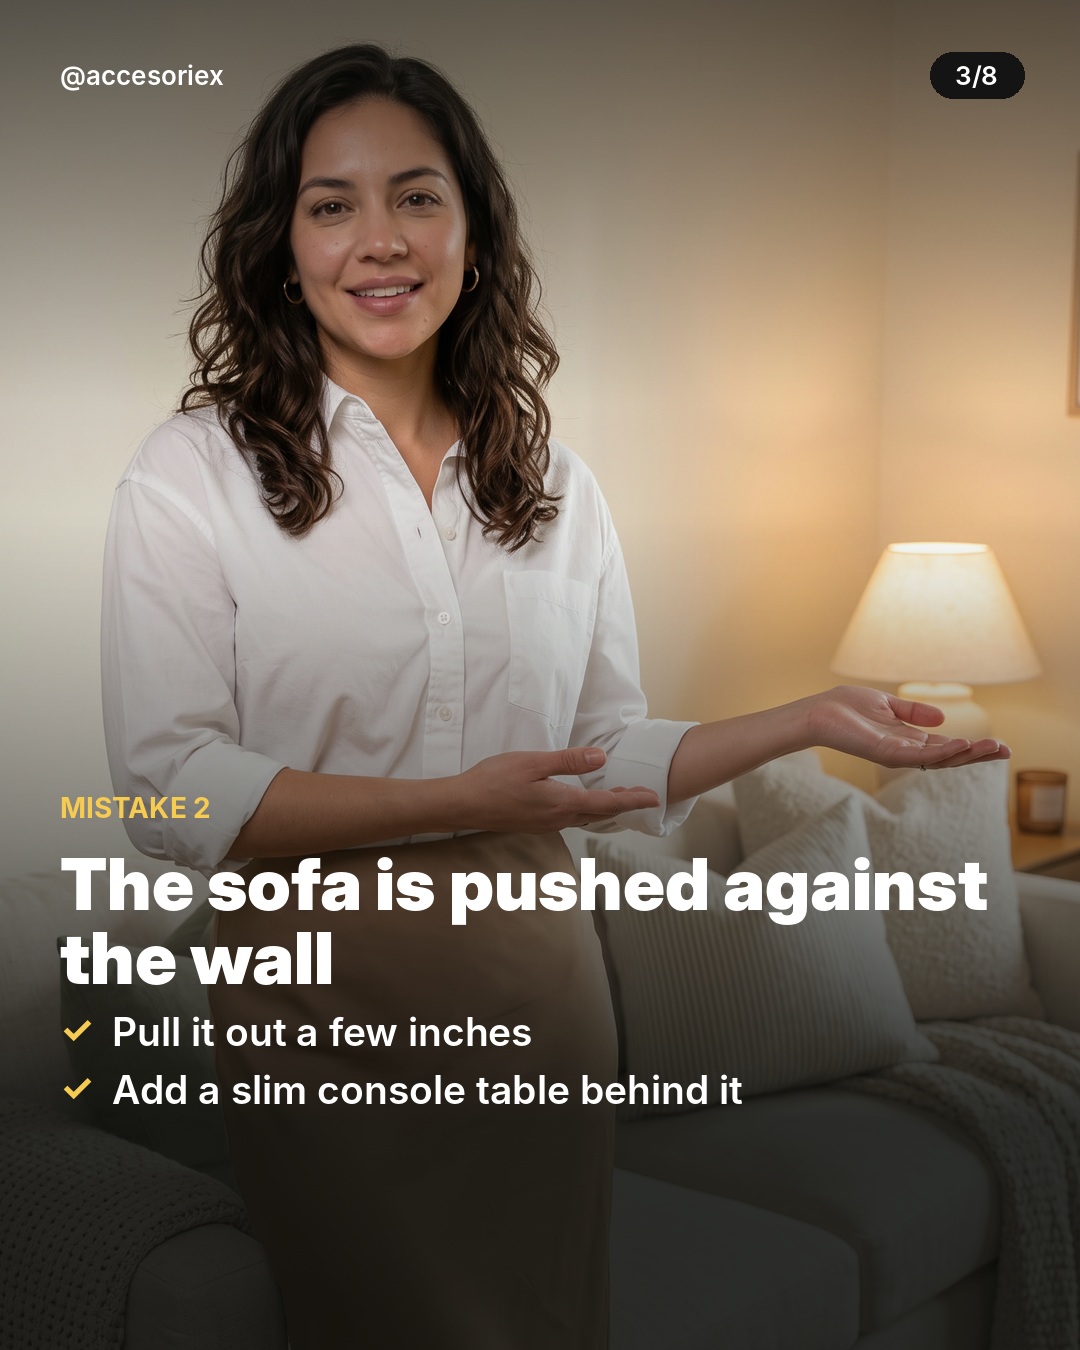 @accesoriex
3/8
MISTAKE 2
The sofa is pushed against
the wall
Pull it out a few inches
Add a slim console table behind it